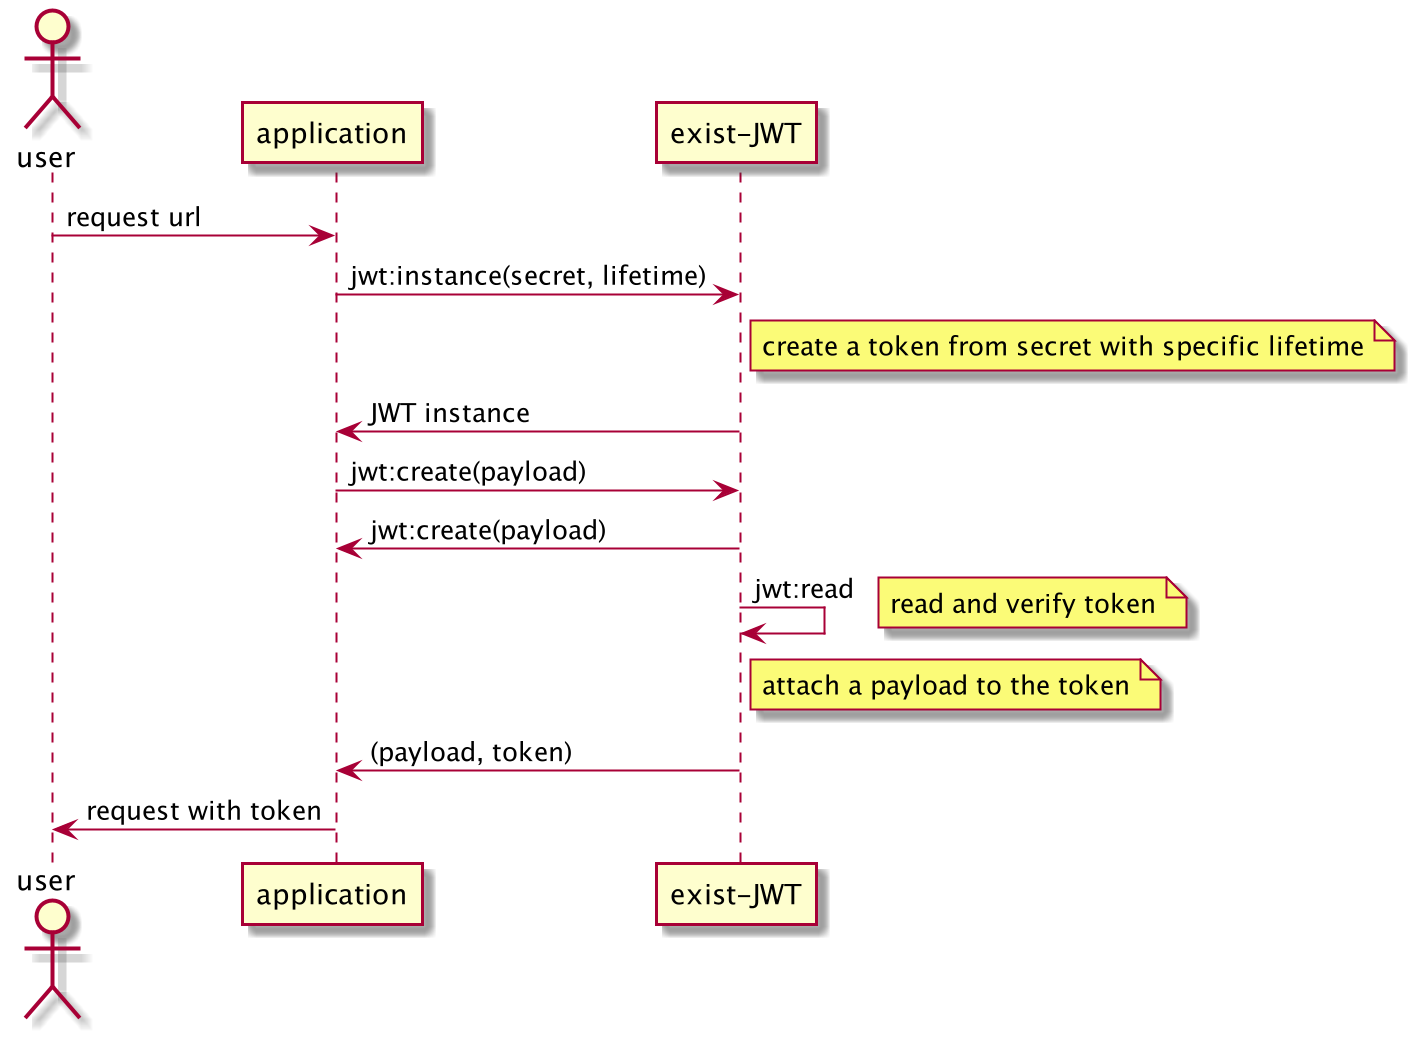 user
application
exist-JWT
request url
jwt:instance(secret, lifetime)
create a token from secret with specific lifetime
JWT instance
jwt:create(payload)
jwt:create(payload)
jwt:read
read and verify token
attach a payload to the token
(payload, token)
request with token
user
application
exist-JWT